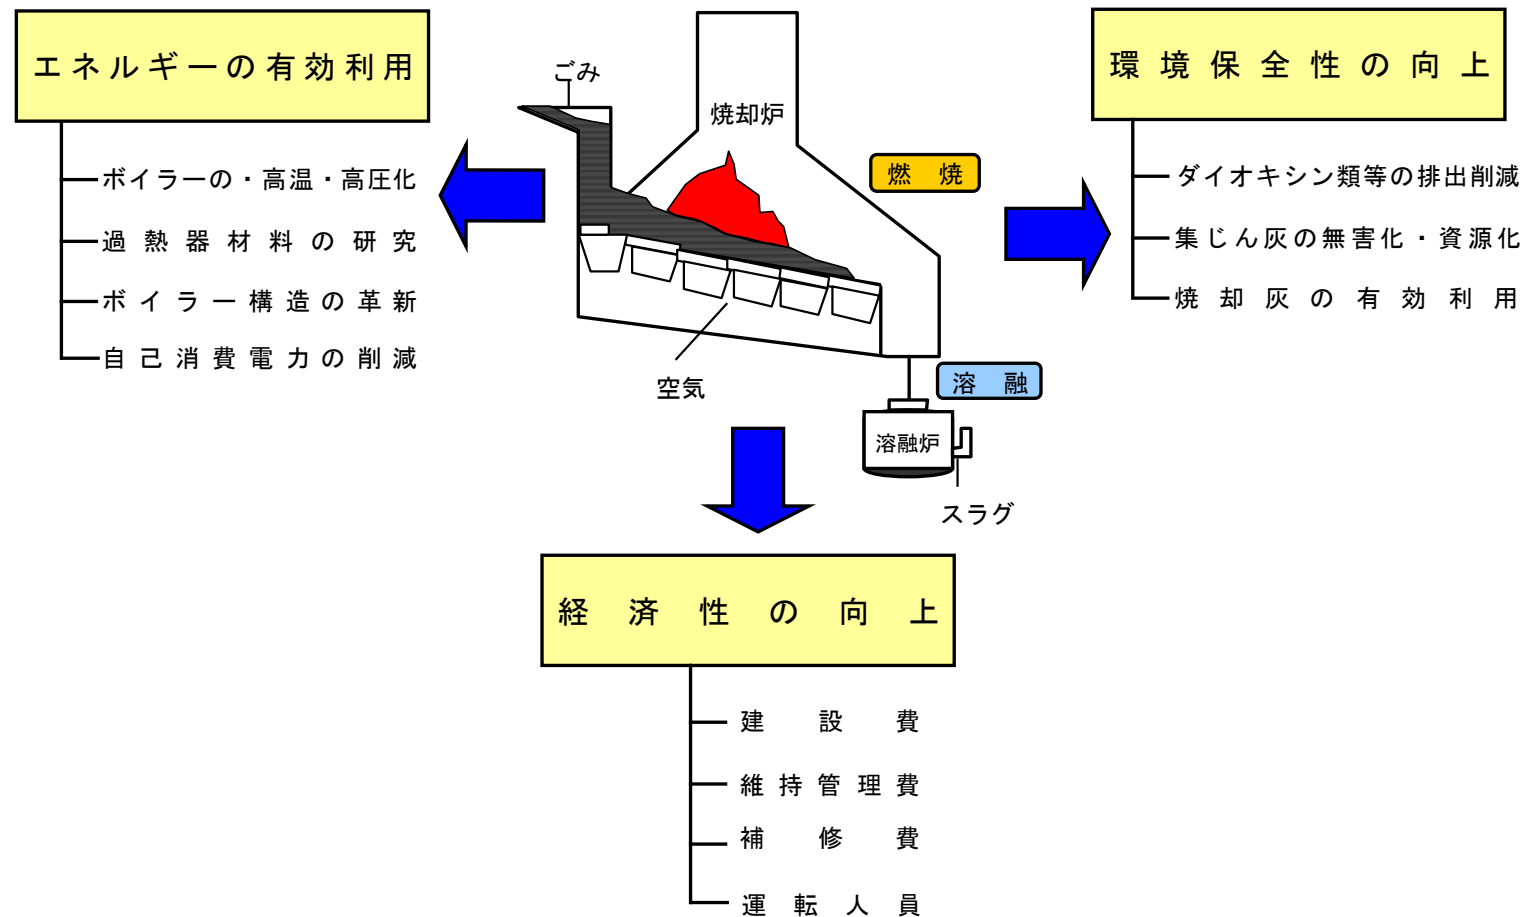 エネルギーの有効利用
ボイラーの・高温・高圧化
過熱器材料の研究
ボイラー構造の革新
自己消費電力の削減
ごみ
焼却炉
燃焼
空気
溶融
溶融炉
スラグ
環境保全性の向上
ダイオキシン類等の排出削減
集じん灰の無害化・資源化
焼却灰の有効利用
経済性の向上
建設費
維持管理費
補修費
運転人員